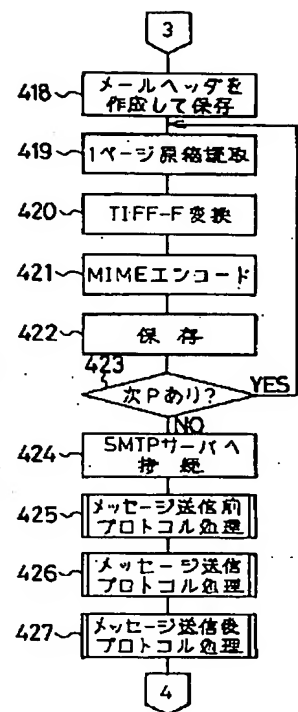 3
418
メールヘッダを
作成して保存
419
1ページ原稿読取
420
TIFF-F変換
421
MIMEエンコード
422
保存
423
次Pあり?
YES
NO
424
SMTPサーバへ
接続
425
メッセージ送信前
プロトコル処理
426
メッセージ送信
プロトコル処理
427
メッセージ送信後
プロトコル処理
4